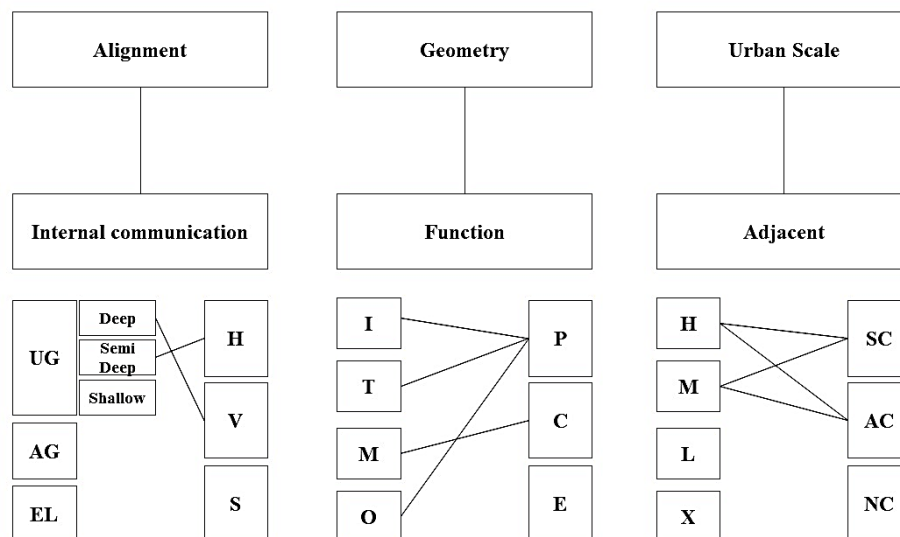 Alignment
Geometry
Urban Scale
Internal communication
Function
Adjacent
UG
Deep
Semi
Deep
Shallow
AG
EL
H
V
S
I
T
M
O
P
C
E
H
M
L
X
SC
AC
NC